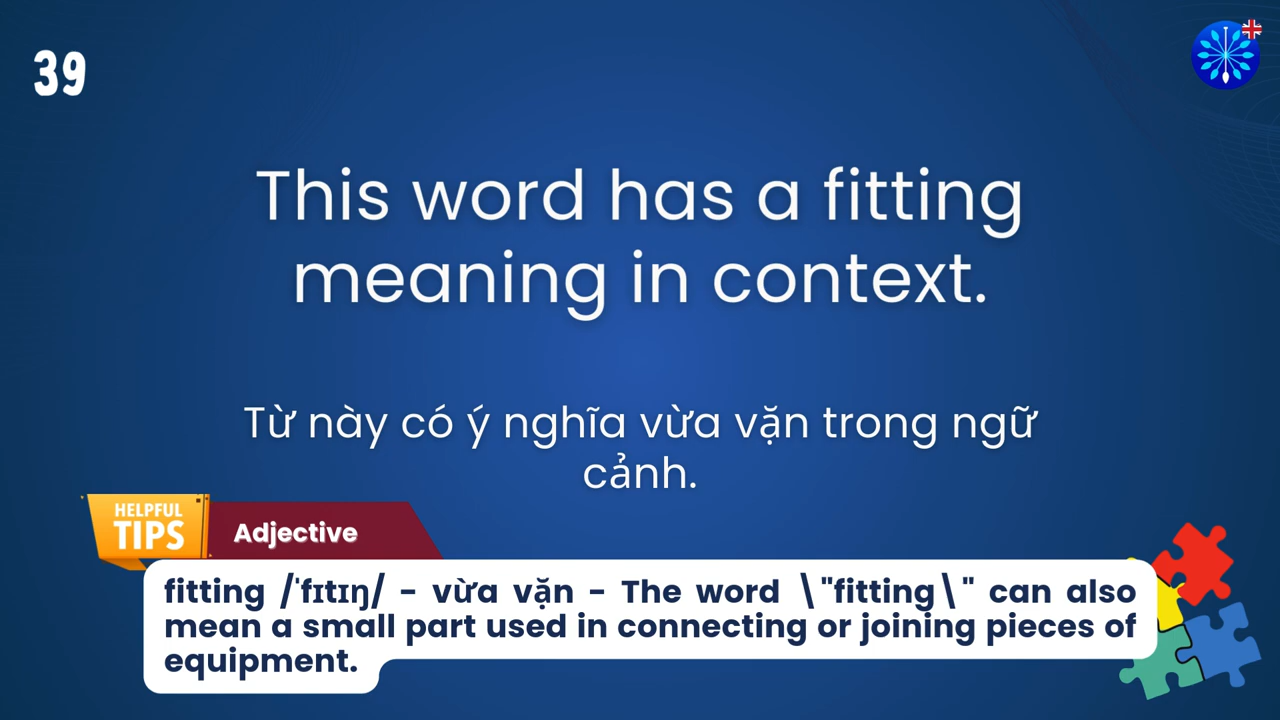 39
This word has a fitting
meaning in context.
Từ này có ý nghĩa vừa vặn trong ngữ
cảnh.
HELPFUL
TIPS
Adjective
fitting /ˈfɪtɪŋ/ - vừa vặn - The word \"fitting\" can also
mean a small part used in connecting or joining pieces of
equipment.